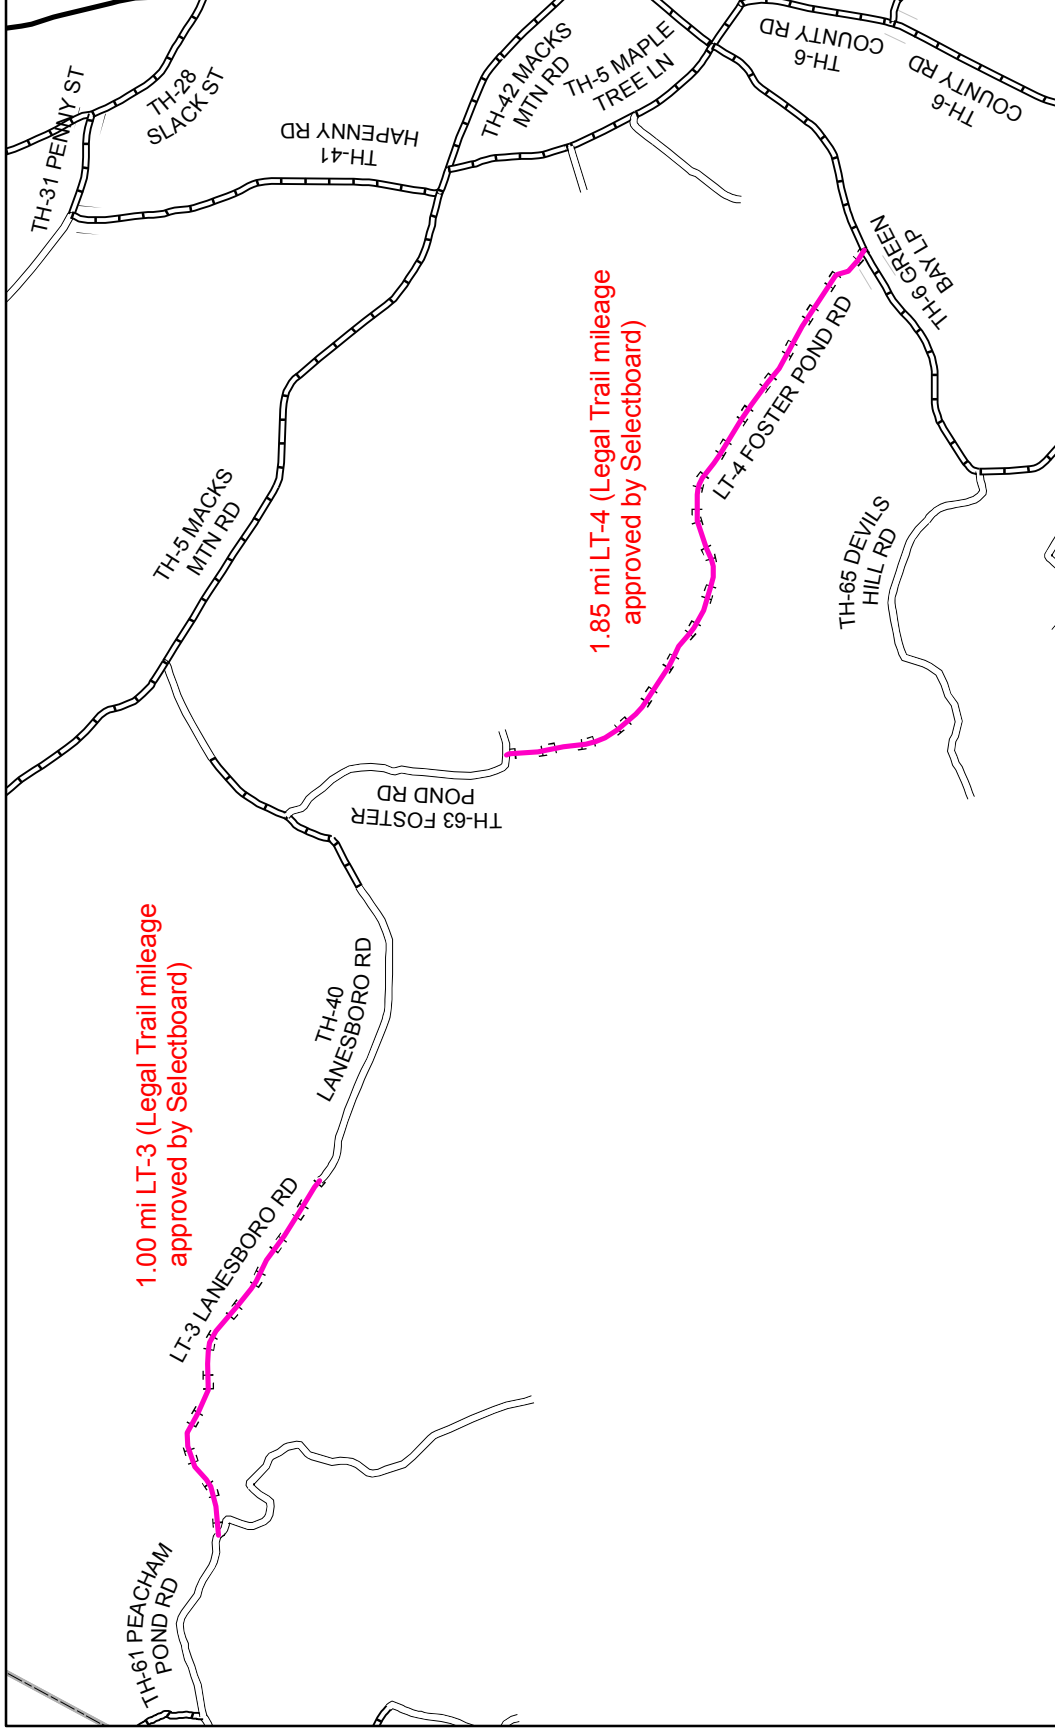 TH-31 PENNY ST
TH-28
SLACK ST
TH-41
HAPENNY RD
TH-42 MACKS
MTN RD
TH-5 MAPLE
TREE LN
TH-6
COUNTY RD
TH-6
COUNTY RD
TH-6 GREEN
BAY LP
1.85 mi LT-4 (Legal Trail mileage
approved by Selectboard)
LT-4 FOSTER POND RD
TH-5 MACKS
MTN RD
TH-65 DEVILS
HILL RD
TH-63 FOSTER
POND RD
1.00 mi LT-3 (Legal Trail mileage
approved by Selectboard)
TH-40
LANESBORO RD
LT-3 LANESBORO RD
TH-61 PEACHAM
POND RD